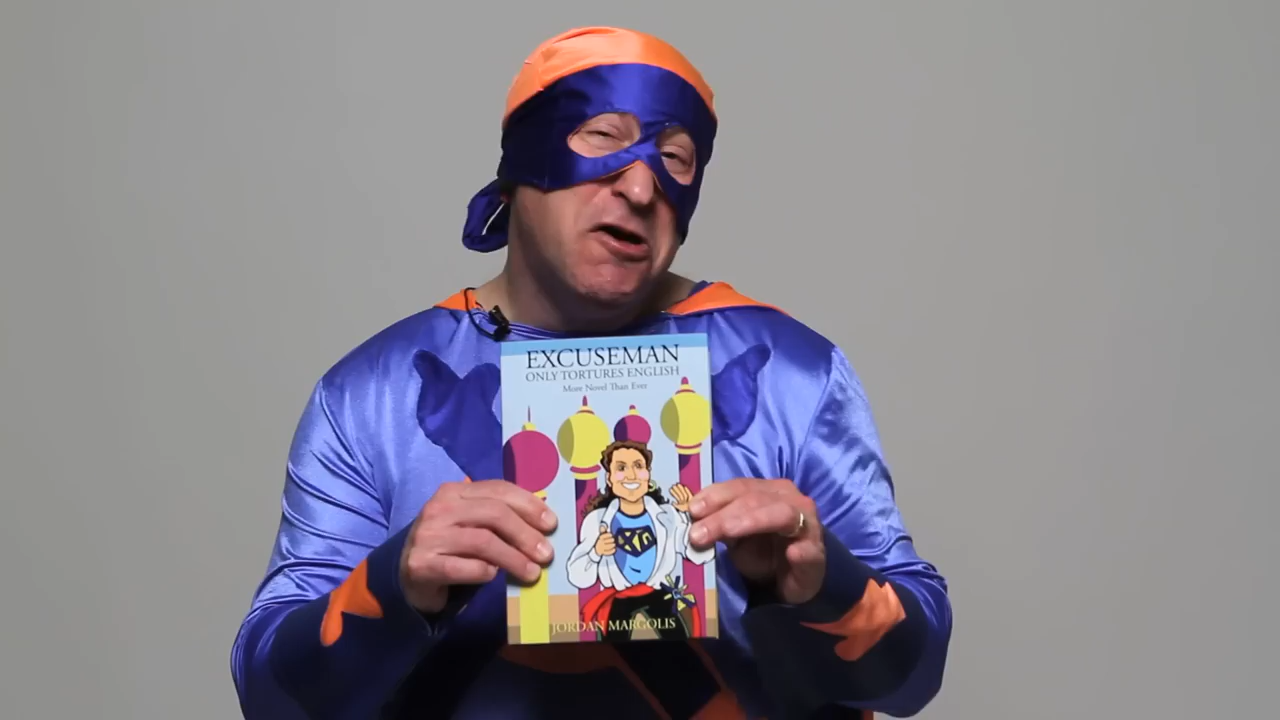 EXCUSEMAN
ONLY TORTURES ENGLISH
More Novel Than Ever
JORDAN MARGOLIS